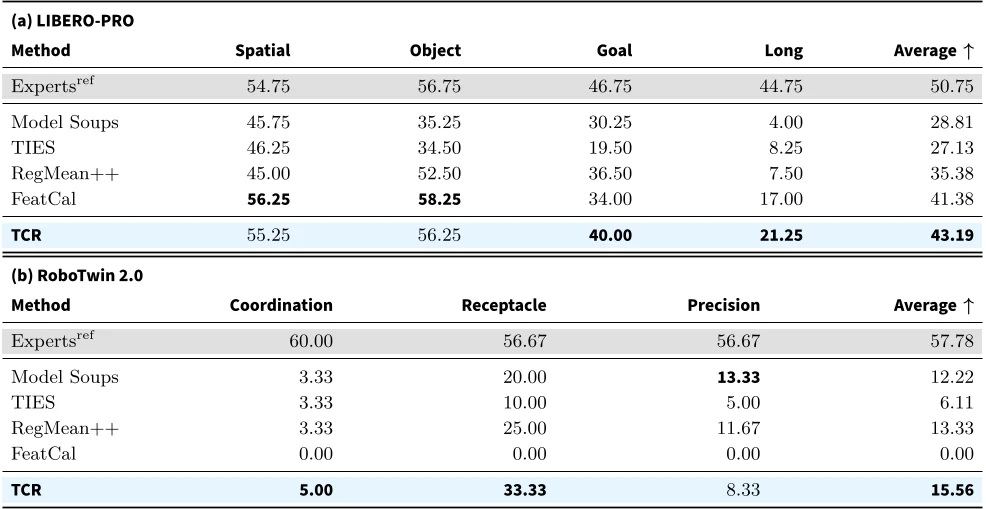 (a) LIBERO-PRO
Method Spatial Object Goal Long Average ↑
Experts^ref 54.75 56.75 46.75 44.75 50.75
Model Soups 45.75 35.25 30.25 4.00 28.81
TIES 46.25 34.50 19.50 8.25 27.13
RegMean++ 45.00 52.50 36.50 7.50 35.38
FeatCal 56.25 58.25 34.00 17.00 41.38
TCR 55.25 56.25 40.00 21.25 43.19
(b) RoboTwin 2.0
Method Coordination Receptacle Precision Average ↑
Experts^ref 60.00 56.67 56.67 57.78
Model Soups 3.33 20.00 13.33 12.22
TIES 3.33 10.00 5.00 6.11
RegMean++ 3.33 25.00 11.67 13.33
FeatCal 0.00 0.00 0.00 0.00
TCR 5.00 33.33 8.33 15.56